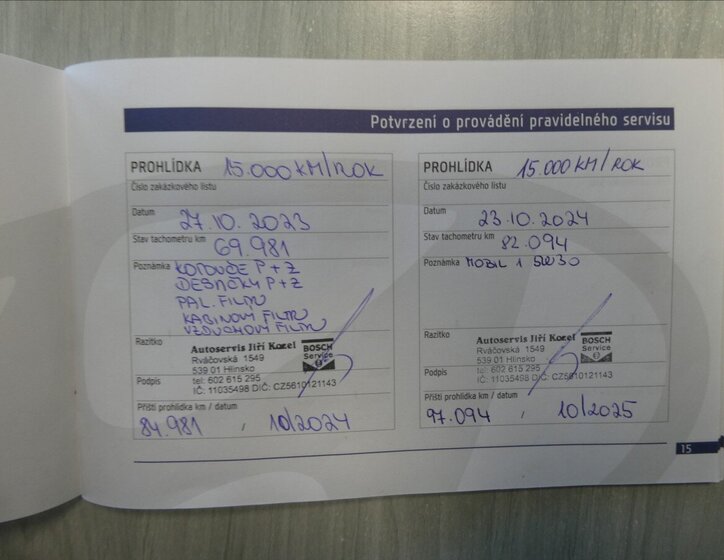 Potvrzení o provádění pravidelného servisu
PROHLÍDKA 15.000 KM/ROK
Číslo zakázkového listu
Datum 27.10.2023
Stav tachometru km 69.981
Poznámka KOTOUČE P+Z
DESTIČKY P+Z
PAL. FILTR
KABINOVÝ FILTR
VZDUCHOVÝ FILTR
Razítko
Autoservis Jiří Kozel
Rváčovská 1549
539 01 Hlinsko
BOSCH
Service
Podpis
tel: 602 615 295
IČ: 11035498 DIČ: CZ5610121143
Příští prohlídka km / datum
84.981 , 10/2024
PROHLÍDKA 15.000 KM/ROK
Číslo zakázkového listu
Datum 23.10.2024
Stav tachometru km 82.094
Poznámka MOBIL 1 5W30
Razítko
Autoservis Jiří Kozel
Rváčovská 1549
539 01 Hlinsko
BOSCH
Service
Podpis
tel: 602 615 295
IČ: 11035498 DIČ: CZ5610121143
Příští prohlídka km / datum
97.094 , 10/2025
15